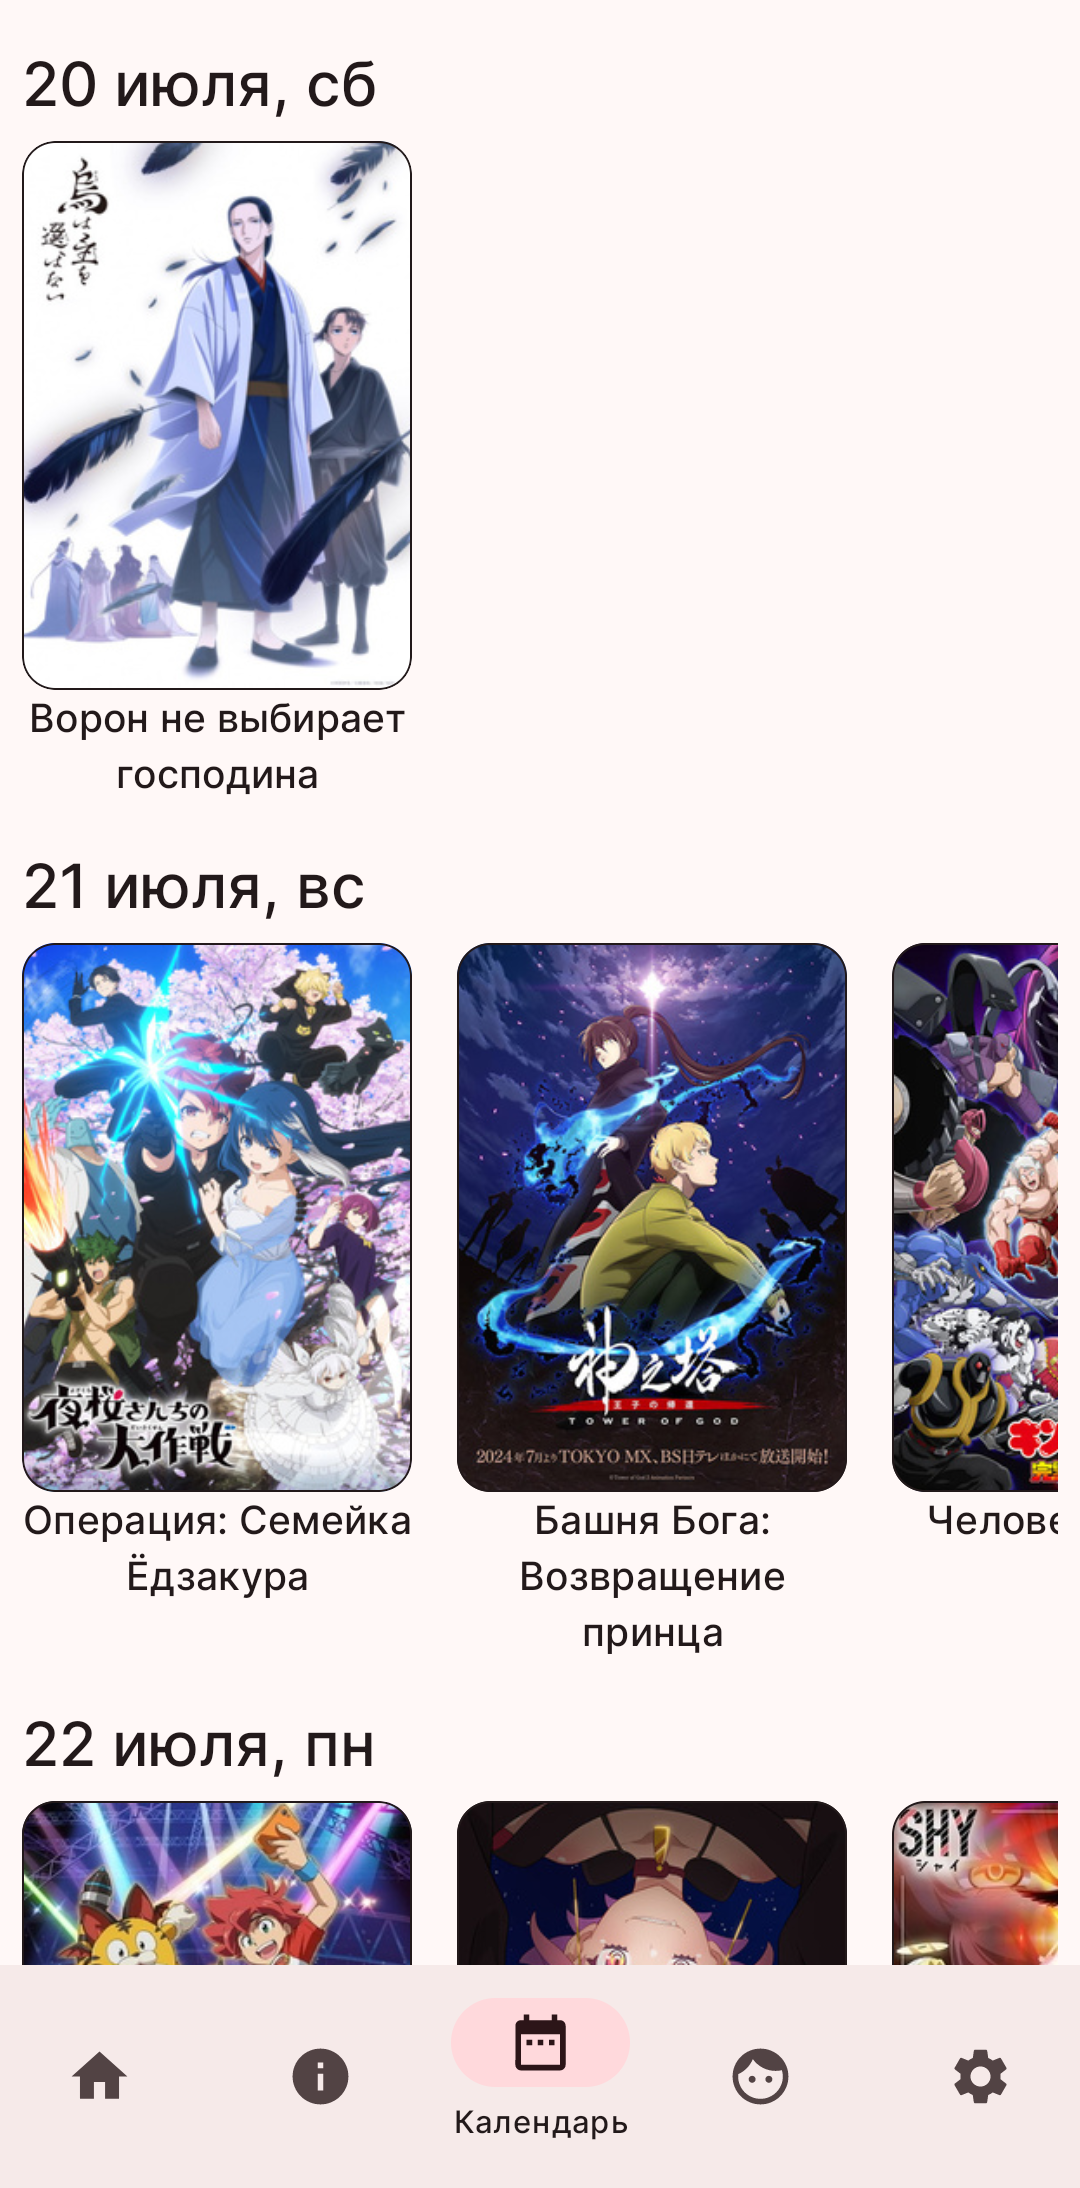 20 июля, сб
烏は主を
選ばない
Ворон не выбирает
господина
21 июля, вс
夜桜さんちの
大作戦
神之塔
王子の帰還
TOWER OF GOD
2024年7月よりTOKYO MX、BS日テレほかにて放送開始!
Операция: Семейка
Ёдзакура
Башня Бога:
Возвращение
принца
Челове
22 июля, пн
SHY
シャイ
Календарь